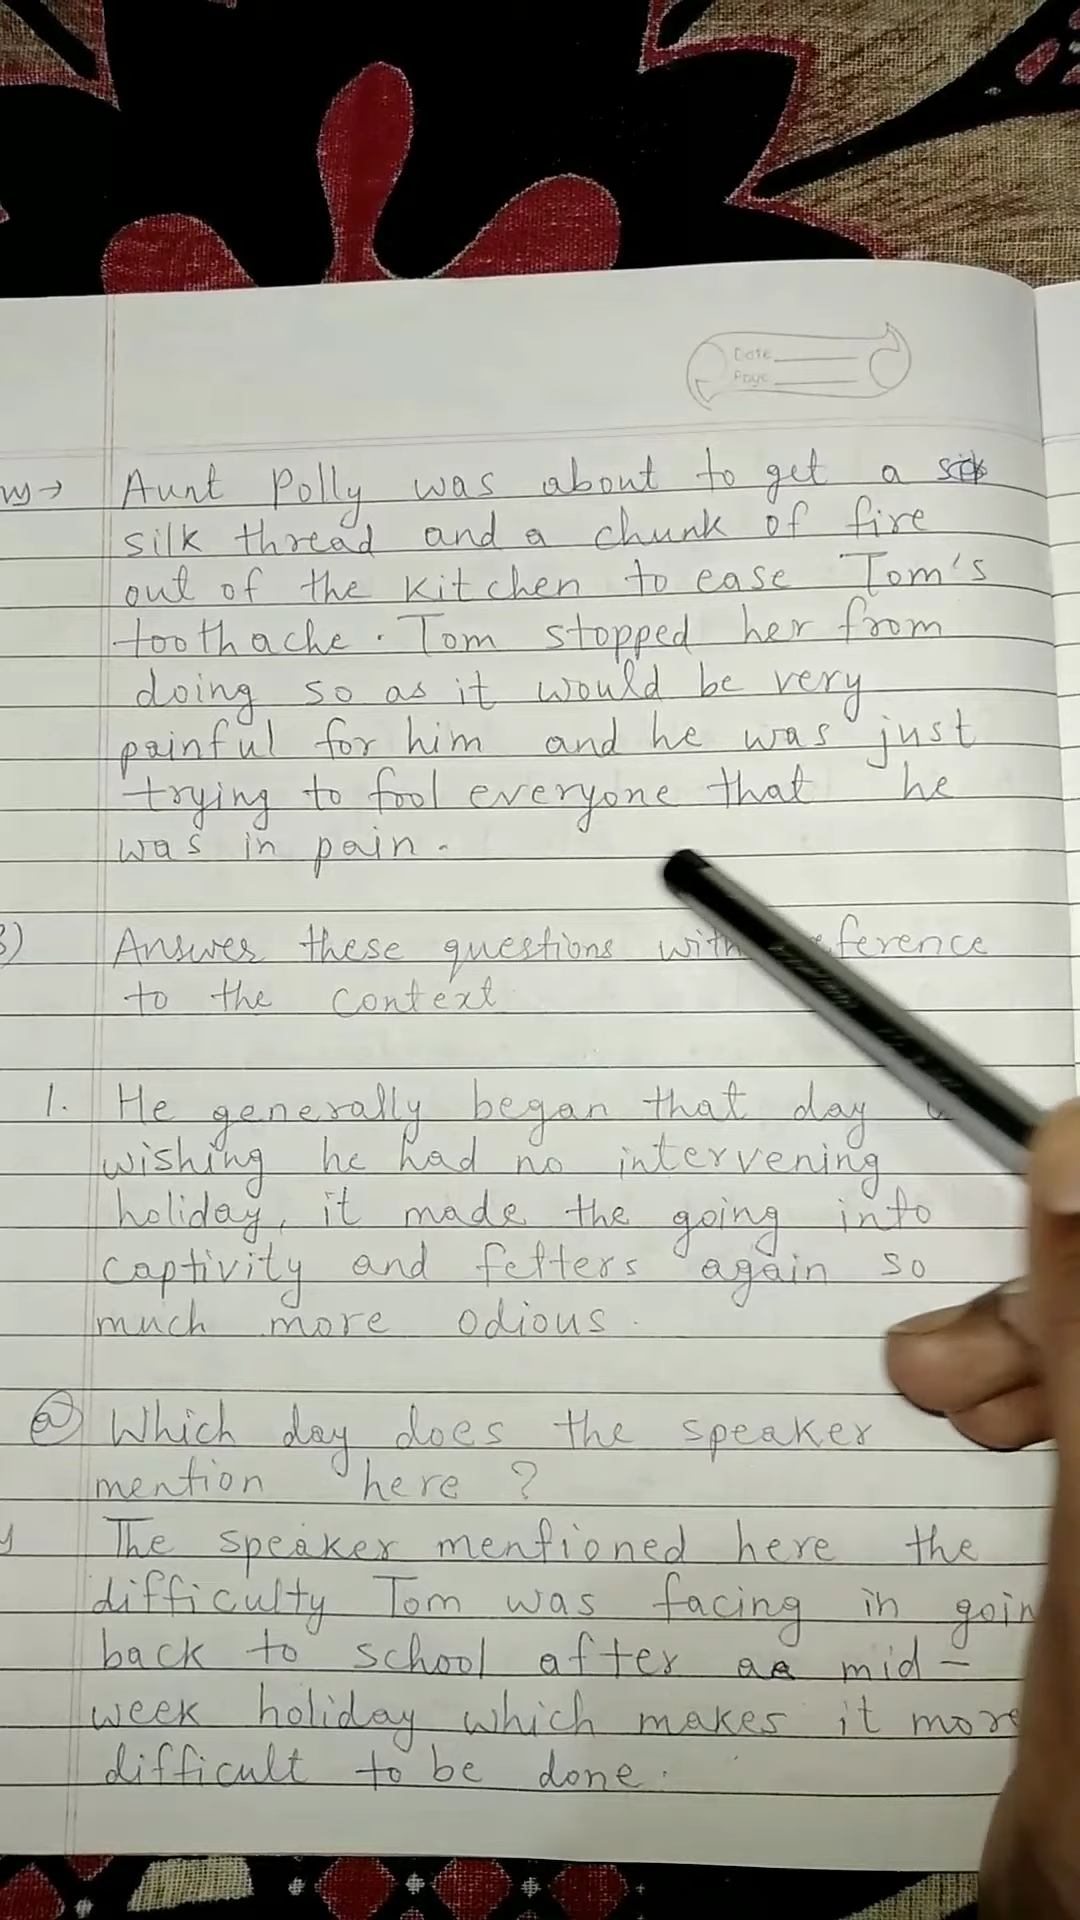 Date
Page
Aunt Polly was about to get a
silk thread and a chunk of fire
out of the kitchen to ease Tom's
toothache. Tom stopped her from
doing so as it would be very
painful for him and he was just
trying to fool everyone that he
was in pain.
Answer these questions with
to the context
1. He generally began that day
wishing he had no intervening
holiday, it made the going into
captivity and fetters again so
much more odious.
a) Which day does the speaker
mention here ?
The speaker mentioned here the
difficulty Tom was facing in goin
back to school after a mid-
week holiday which makes it more
difficult to be done.